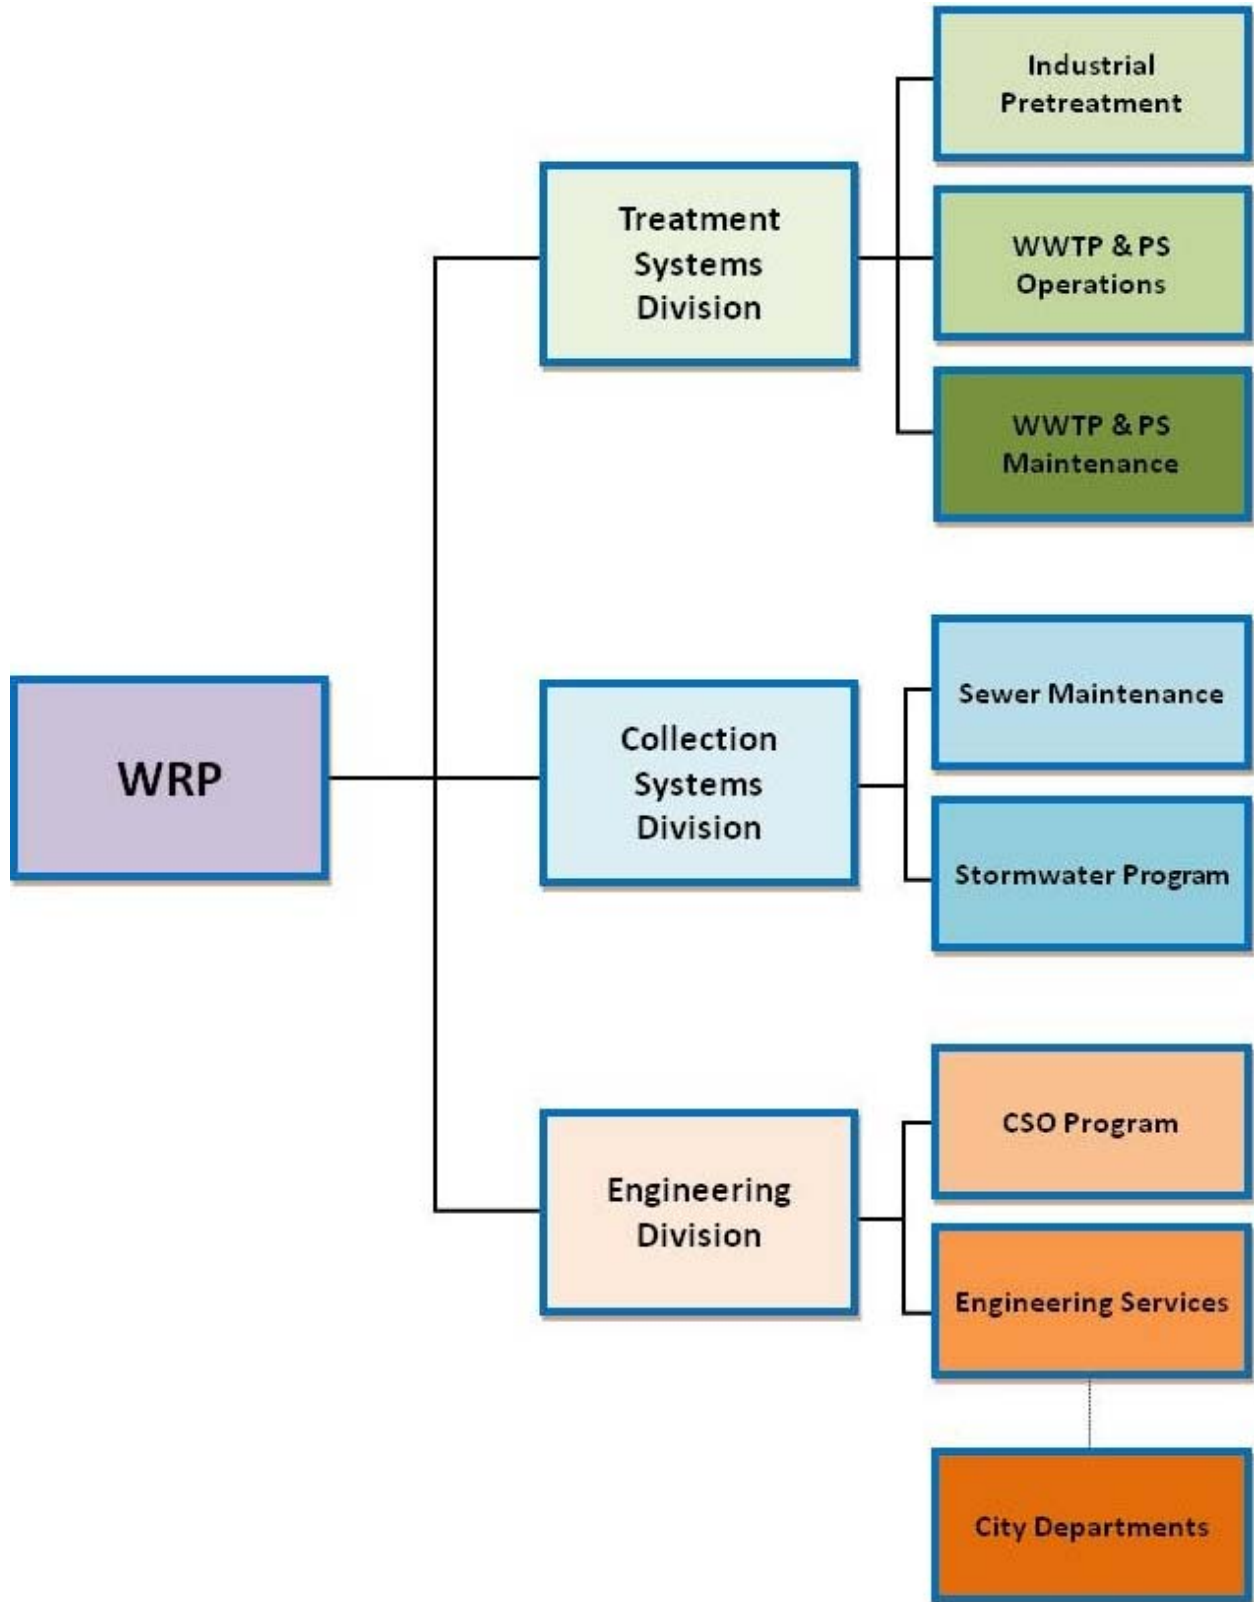 Industrial
Pretreatment
Treatment
Systems
Division
WWTP & PS
Operations
WWTP & PS
Maintenance
WRP
Collection
Systems
Division
Sewer Maintenance
Stormwater Program
Engineering
Division
CSO Program
Engineering Services
City Departments